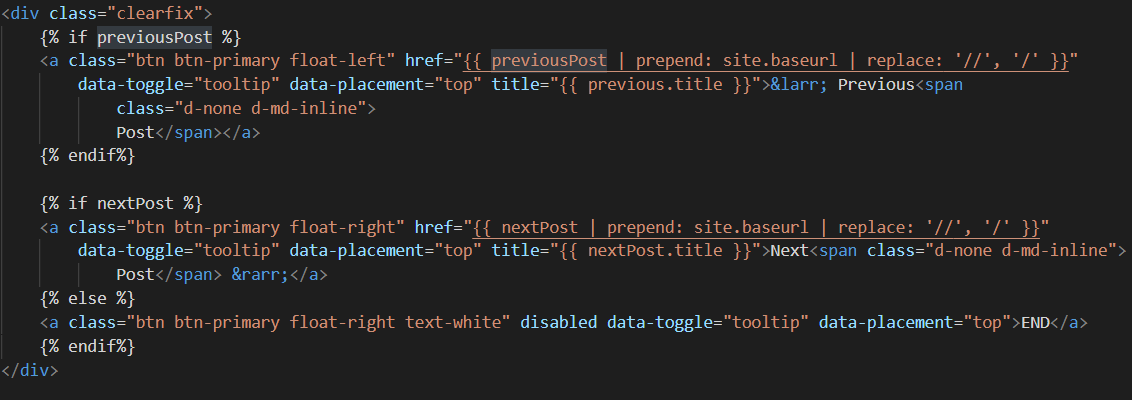 <div class="clearfix">
{% if previousPost %}
<a class="btn btn-primary float-left" href="{{ previousPost | prepend: site.baseurl | replace: '//', '/' }}"
data-toggle="tooltip" data-placement="top" title="{{ previous.title }}">&larr; Previous<span
class="d-none d-md-inline">
Post</span></a>
{% endif%}
{% if nextPost %}
<a class="btn btn-primary float-right" href="{{ nextPost | prepend: site.baseurl | replace: '//', '/' }}"
data-toggle="tooltip" data-placement="top" title="{{ nextPost.title }}">Next<span class="d-none d-md-inline">
Post</span> &rarr;</a>
{% else %}
<a class="btn btn-primary float-right text-white" disabled data-toggle="tooltip" data-placement="top">END</a>
{% endif%}
</div>